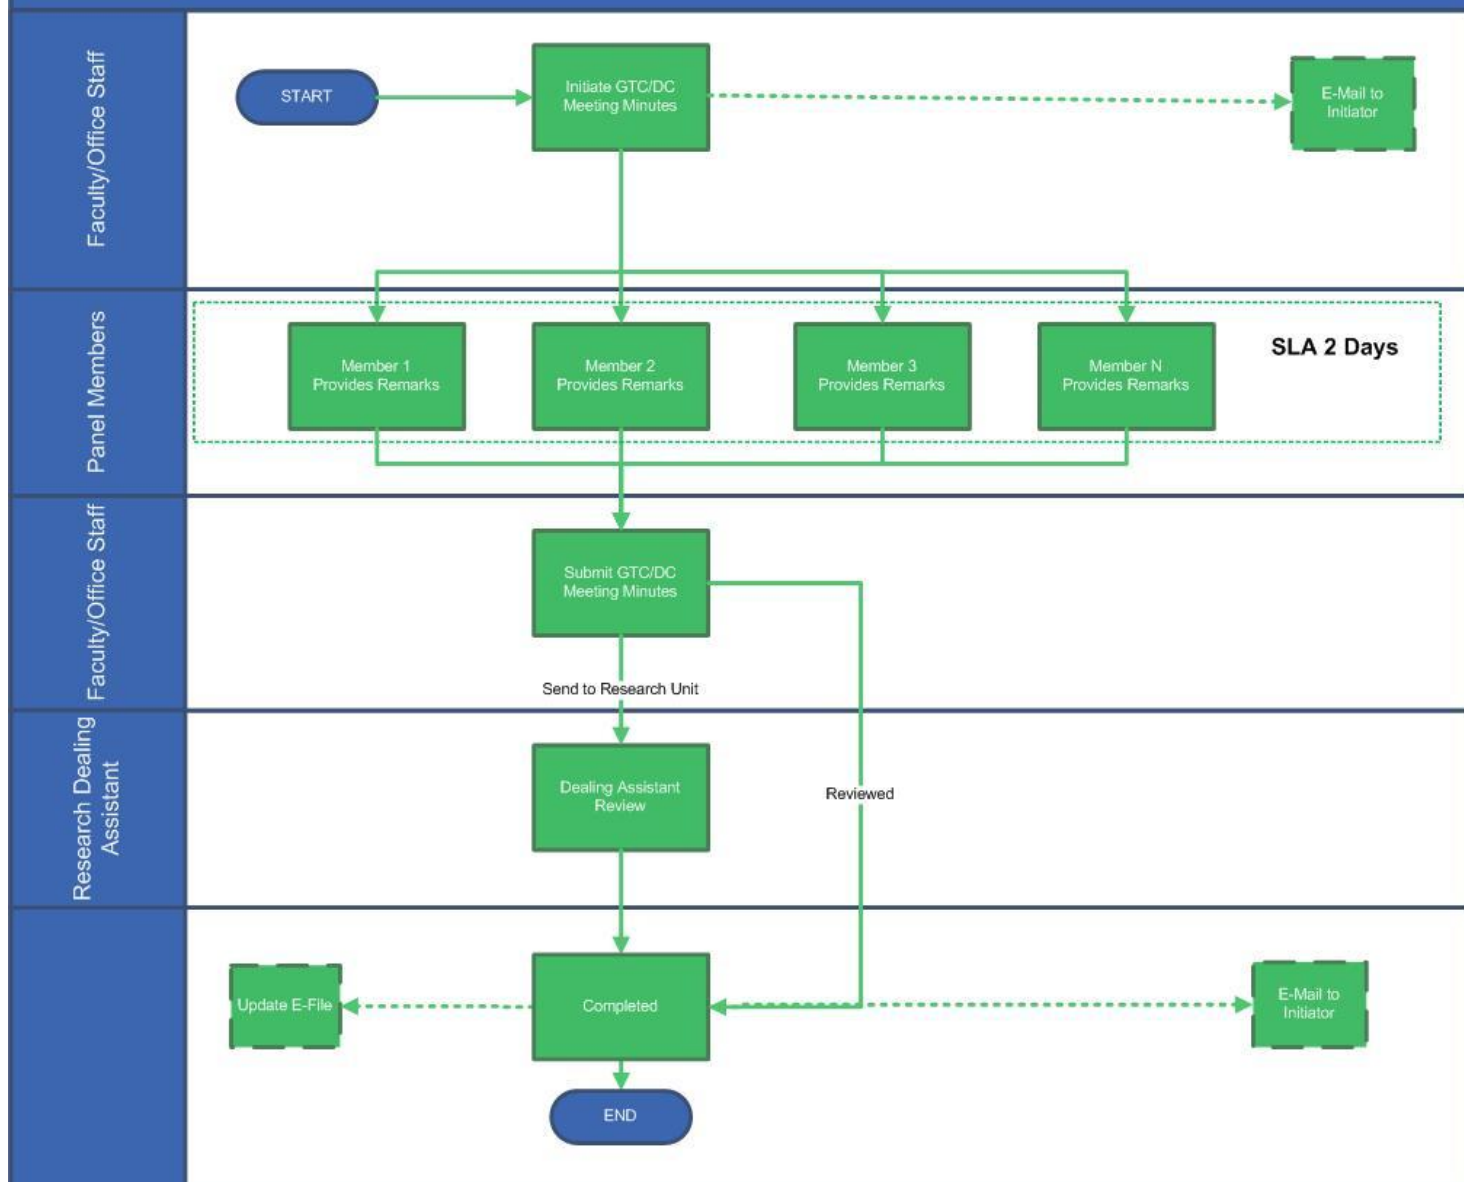 Faculty/Office Staff
START
Initiate GTC/DC
Meeting Minutes
E-Mail to
Initiator
Panel Members
Member 1
Provides Remarks
Member 2
Provides Remarks
Member 3
Provides Remarks
Member N
Provides Remarks
SLA 2 Days
Faculty/Office Staff
Submit GTC/DC
Meeting Minutes
Send to Research Unit
Research Dealing
Assistant
Dealing Assistant
Review
Reviewed
Update E-File
Completed
E-Mail to
Initiator
END